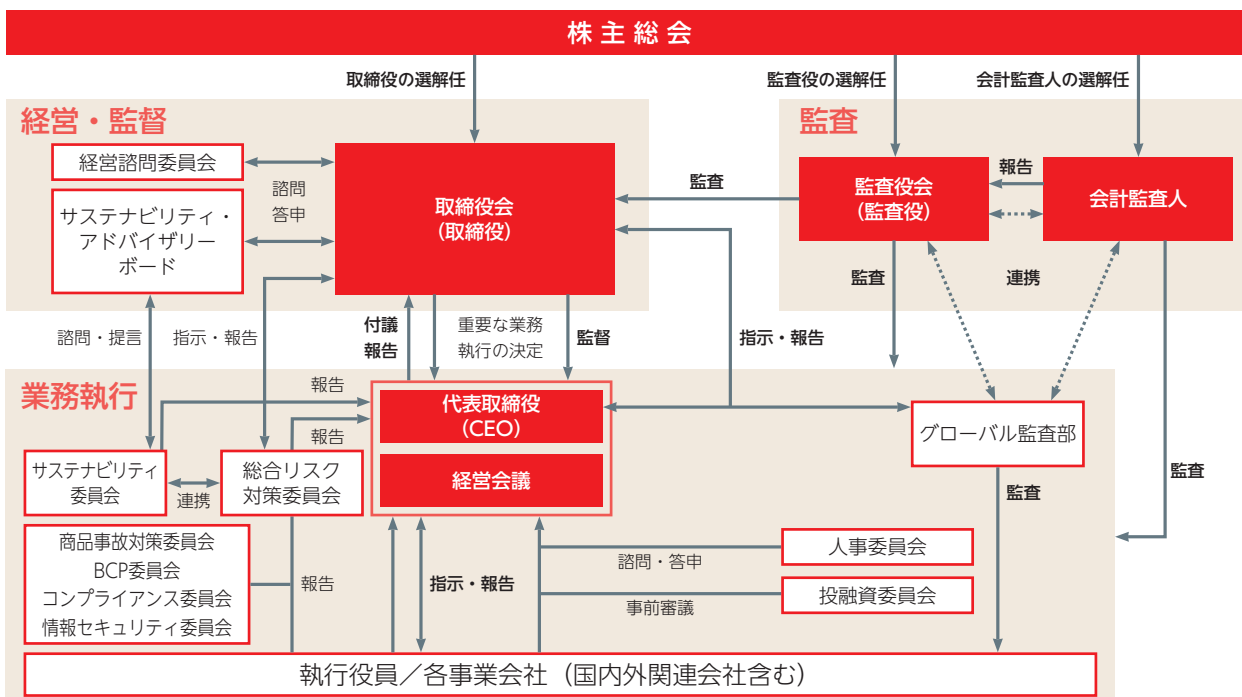 株主総会
取締役の選解任
監査役の選解任
会計監査人の選解任
経営・監督
監査
経営諮問委員会
諮問
答申
サステナビリティ・
アドバイザリー
ボード
取締役会
(取締役)
監査
監査役会
(監査役)
報告
会計監査人
監査
連携
諮問・提言
指示・報告
付議
報告
重要な業務
執行の決定
監督
指示・報告
業務執行
報告
報告
代表取締役
(CEO)
経営会議
グローバル監査部
サステナビリティ
委員会
連携
総合リスク
対策委員会
監査
監査
商品事故対策委員会
BCP委員会
コンプライアンス委員会
情報セキュリティ委員会
報告
指示・報告
諮問・申答
人事委員会
事前審議
投融資委員会
執行役員／各事業会社（国内外関連会社含む）